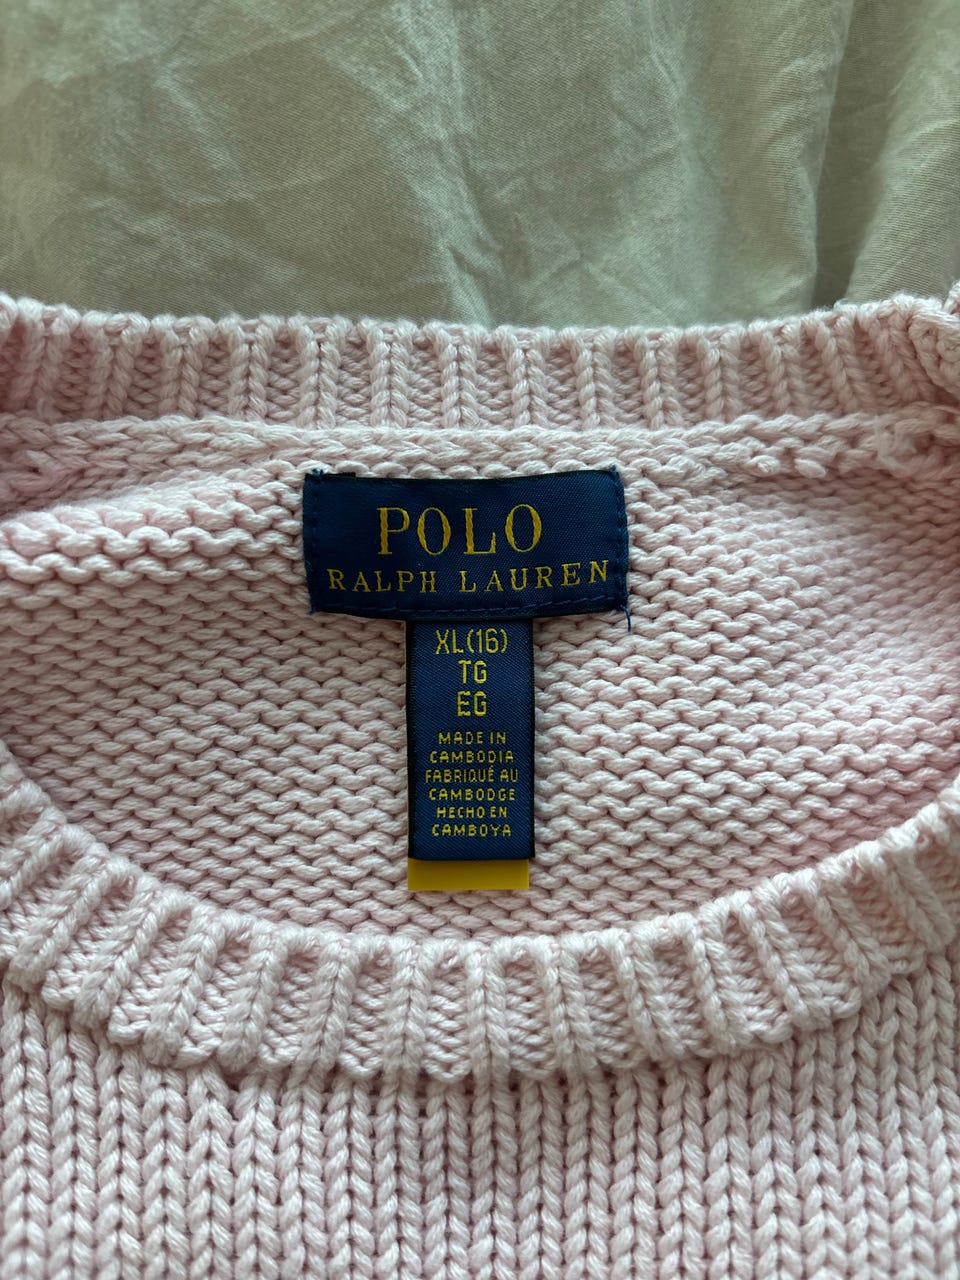 POLO
RALPH LAUREN
XL(16)
TG
EG
MADE IN
CAMBODIA
FABRIQUÉ AU
CAMBODGE
HECHO EN
CAMBOYA